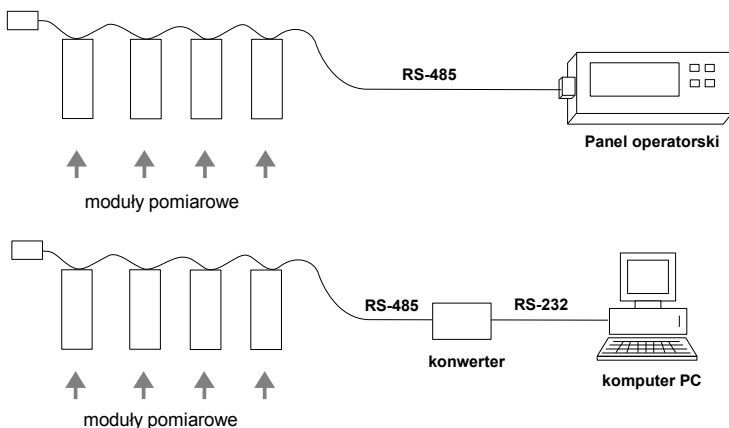 RS-485
Panel operatorski
moduły pomiarowe
RS-485
RS-232
konwerter
komputer PC
moduły pomiarowe